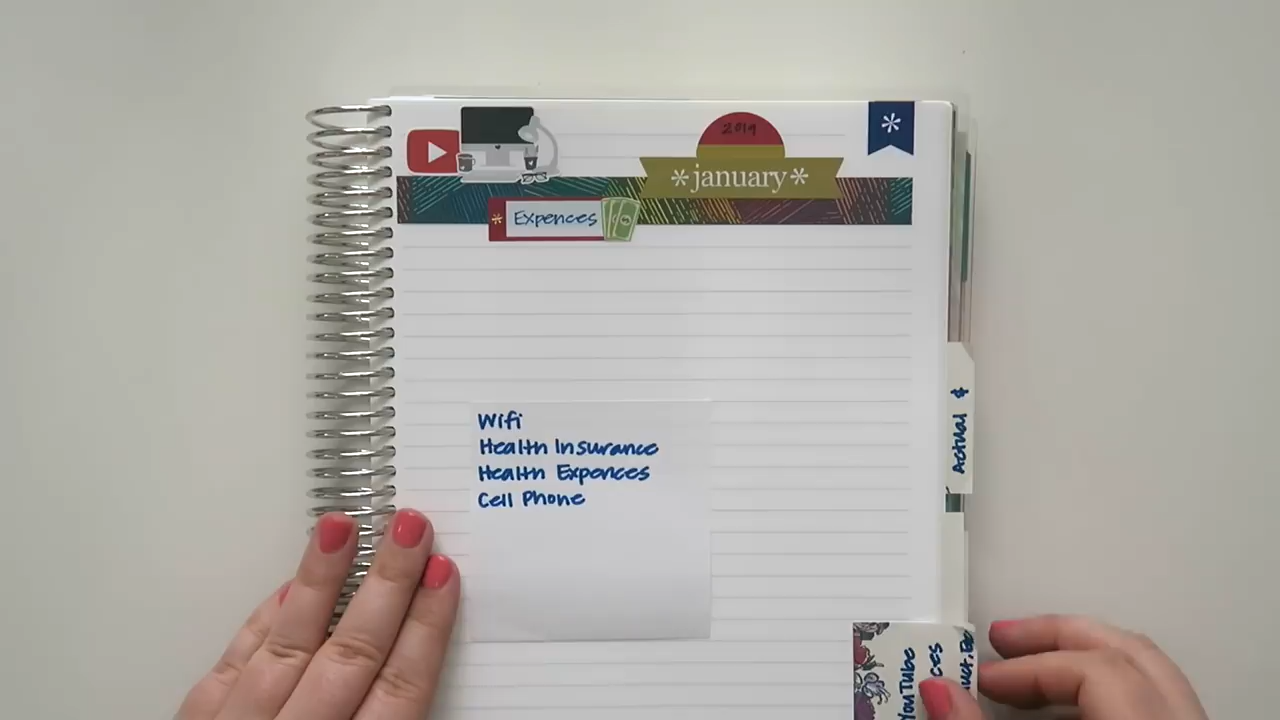 2019
*january*
Expences
Wifi
Health Insurance
Health Expences
Cell Phone
Actual &
YouTube